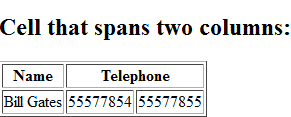 Cell that spans two columns:
Name Telephone
Bill Gates 55577854 55577855